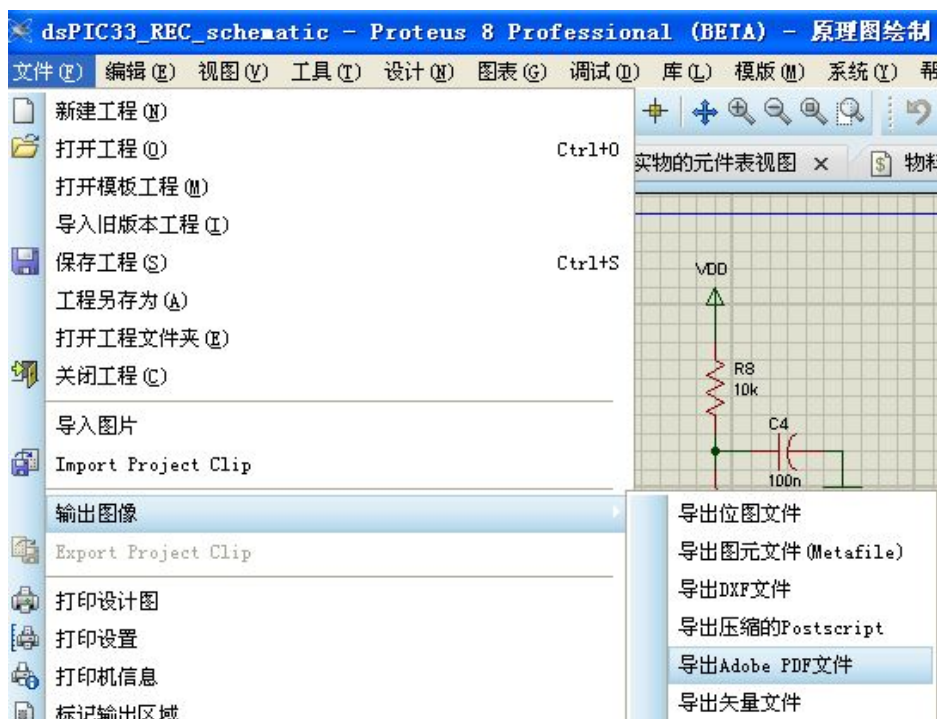 dsPIC33_REC_schematic - Proteus 8 Professional (BETA) - 原理图绘制
文件(F) 编辑(E) 视图(V) 工具(T) 设计(N) 图表(G) 调试(D) 库(L) 模版(M) 系统(Y)
新建工程(N)
打开工程(O) Ctrl+O
实物的元件表视图 ×
$
打开模板工程(M)
导入旧版本工程(I)
保存工程(S) Ctrl+S
工程另存为(A)
打开工程文件夹(E)
关闭工程(C)
导入图片
Import Project Clip
输出图像
Export Project Clip
打印设计图
打印设置
打印机信息
标记输出区域
VDD
R8
10k
C4
100n
导出位图文件
导出图元文件(Metafile)
导出DXF文件
导出压缩的Postscript
导出Adobe PDF文件
导出矢量文件